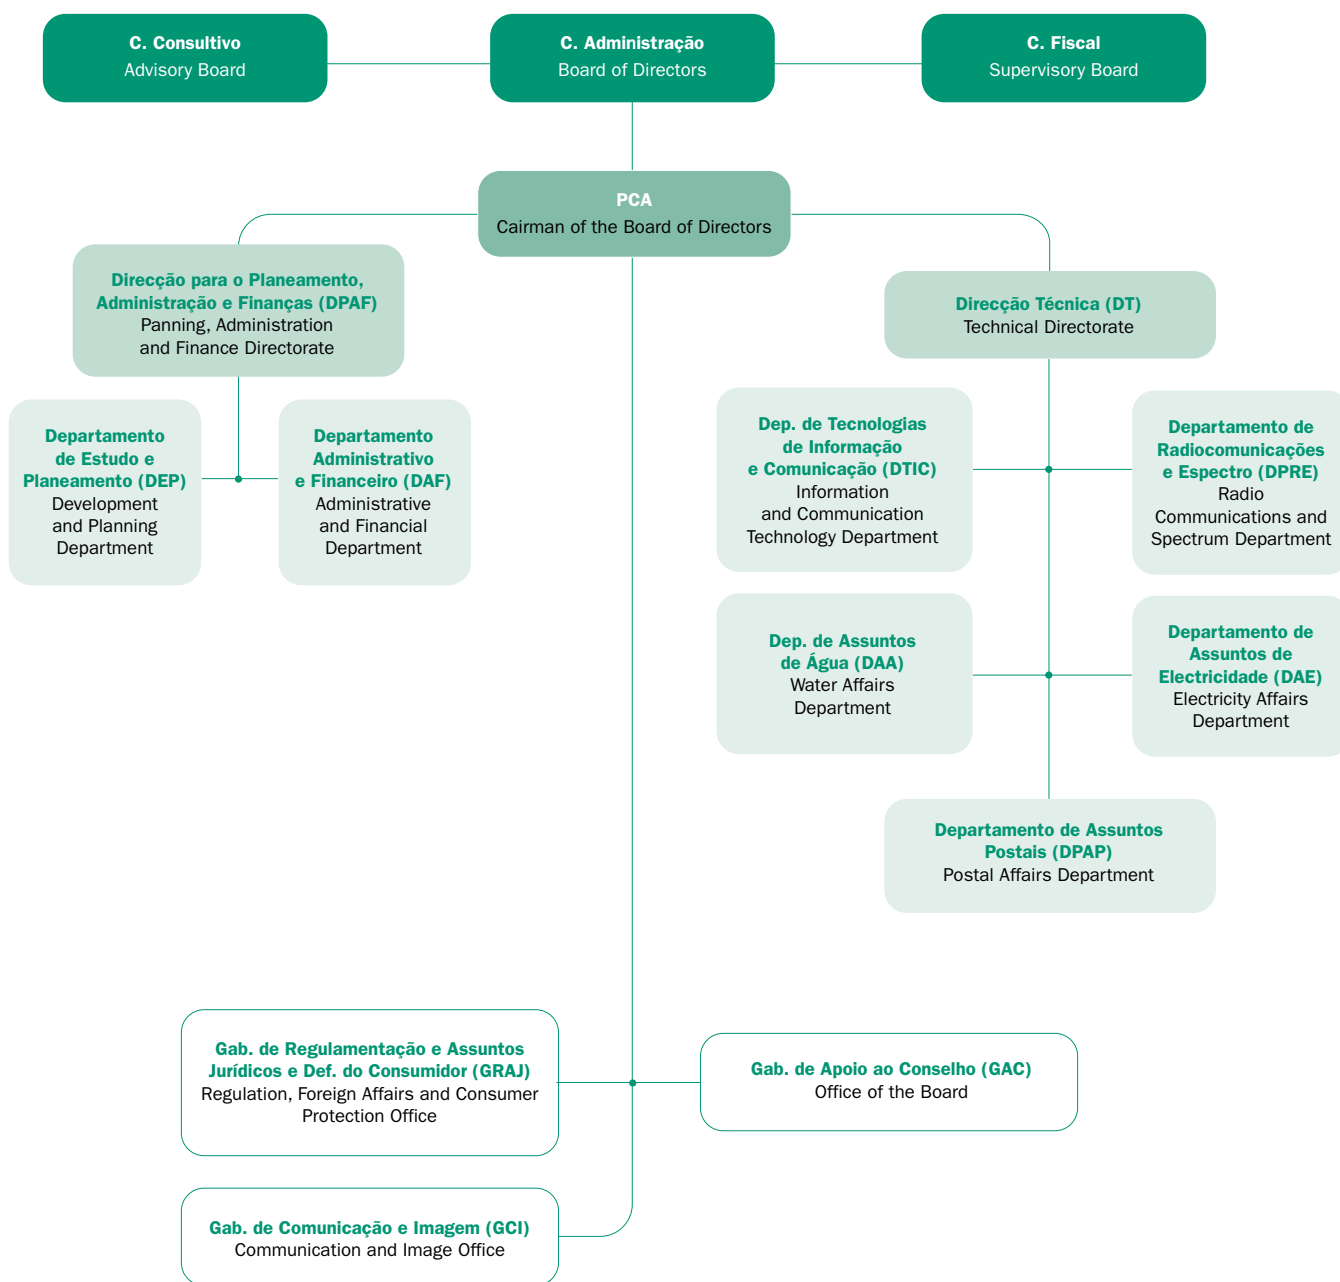 C. Consultivo
Advisory Board
C. Administração
Board of Directors
C. Fiscal
Supervisory Board
PCA
Cairman of the Board of Directors
Direcção para o Planeamento,
Administração e Finanças (DPAF)
Panning, Administration
and Finance Directorate
Direcção Técnica (DT)
Technical Directorate
Departamento
de Estudo e
Planeamento (DEP)
Development
and Planning
Department
Departamento
Administrativo
e Financeiro (DAF)
Administrative
and Financial
Department
Dep. de Tecnologias
de Informação
e Comunicação (DTIC)
Information
and Communication
Technology Department
Departamento de
Radiocomunicações
e Espectro (DPRE)
Radio
Communications and
Spectrum Department
Dep. de Assuntos
de Água (DAA)
Water Affairs
Department
Departamento de
Assuntos de
Electricidade (DAE)
Electricity Affairs
Department
Departamento de Assuntos
Postais (DPAP)
Postal Affairs Department
Gab. de Regulamentação e Assuntos
Jurídicos e Def. do Consumidor (GRAJ)
Regulation, Foreign Affairs and Consumer
Protection Office
Gab. de Apoio ao Conselho (GAC)
Office of the Board
Gab. de Comunicação e Imagem (GCI)
Communication and Image Office